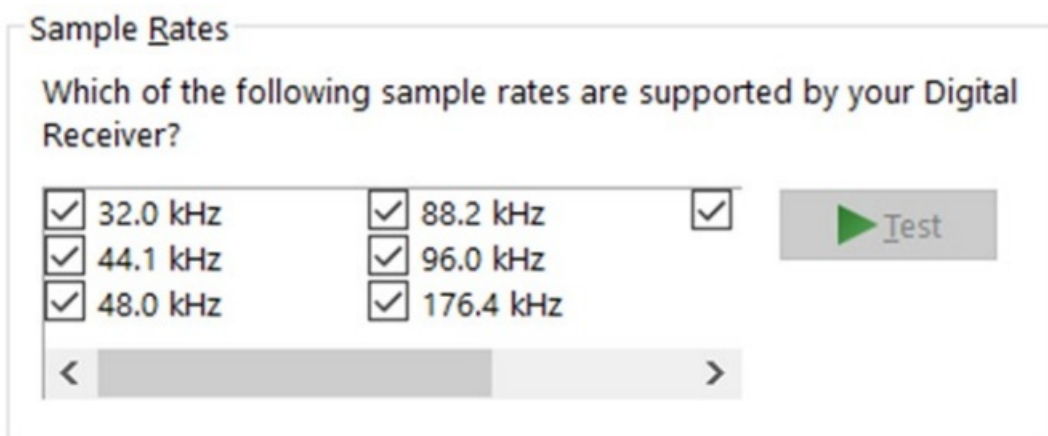 Sample Rates
Which of the following sample rates are supported by your Digital
Receiver?
32.0 kHz 88.2 kHz
44.1 kHz 96.0 kHz
48.0 kHz 176.4 kHz
Test